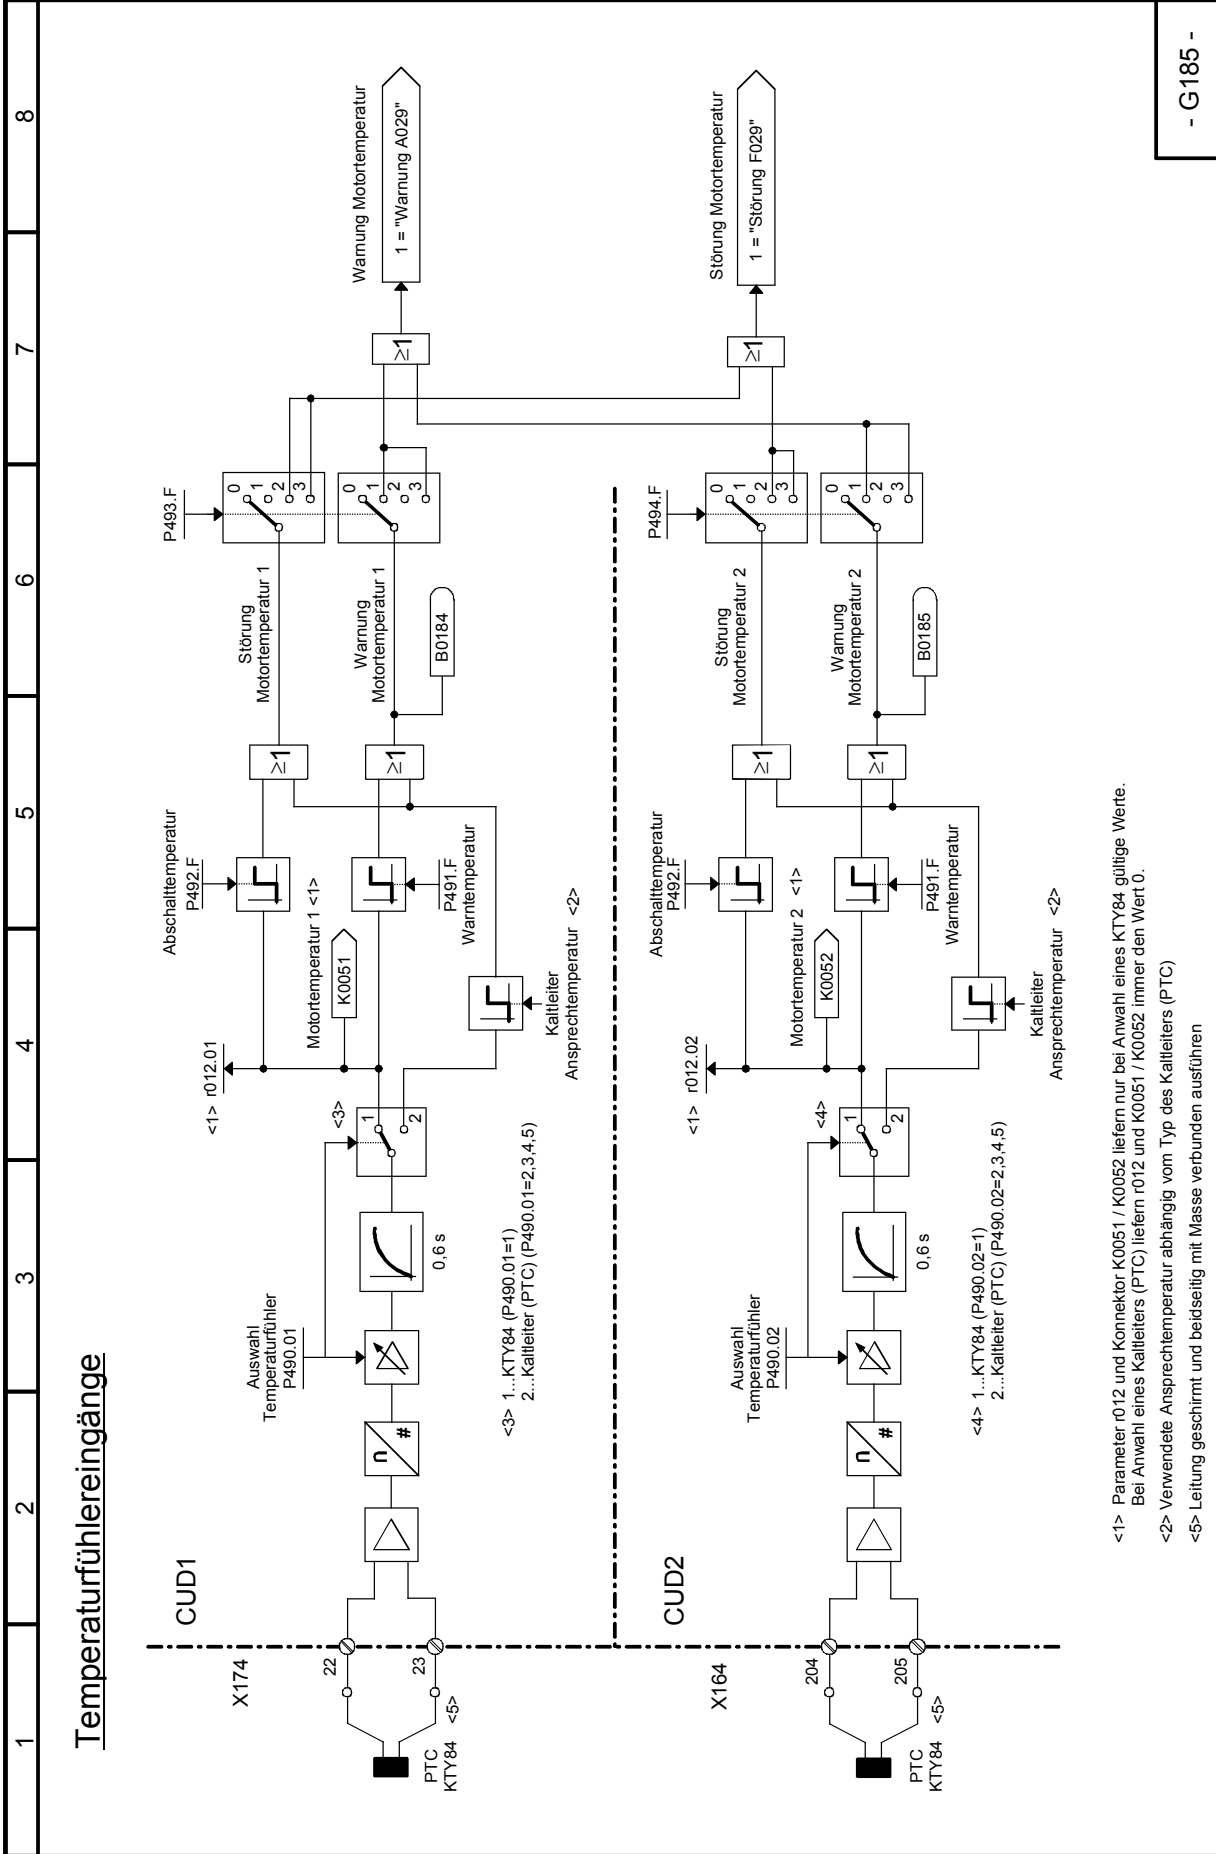 1
2
3
4
5
6
7
8
Temperaturfühlereingänge
X174
CUD1
22
23
PTC
KTY84
<5>
∩
#
Auswahl
Temperaturfühler
P490.01
0,6 s
<3>
1
2
<3> 1...KTY84 (P490.01=1)
2...Kaltleiter (PTC) (P490.01=2,3,4,5)
<1> r012.01
Motortemperatur 1 <1>
K0051
Abschalttemperatur
P492.F
P491.F
Warntemperatur
Kaltleiter
Ansprechtemperatur <2>
≥1
≥1
Störung
Motortemperatur 1
Warnung
Motortemperatur 1
B0184
P493.F
0
1
2
3
0
1
2
3
≥1
Warnung Motortemperatur
1 = "Warnung A029"
X164
CUD2
204
205
PTC
KTY84
<5>
∩
#
Auswahl
Temperaturfühler
P490.02
0,6 s
<4>
1
2
<4> 1...KTY84 (P490.02=1)
2...Kaltleiter (PTC) (P490.02=2,3,4,5)
<1> r012.02
Motortemperatur 2 <1>
K0052
Abschalttemperatur
P492.F
P491.F
Warntemperatur
Kaltleiter
Ansprechtemperatur <2>
≥1
≥1
Störung
Motortemperatur 2
Warnung
Motortemperatur 2
B0185
P494.F
0
1
2
3
0
1
2
3
≥1
Störung Motortemperatur
1 = "Störung F029"
<1> Parameter r012 und Konnektor K0051 / K0052 liefern nur bei Anwahl eines KTY84 gültige Werte.
Bei Anwahl eines Kaltleiters (PTC) liefern r012 und K0051 / K0052 immer den Wert 0.
<2> Verwendete Ansprechtemperatur abhängig vom Typ des Kaltleiters (PTC)
<5> Leitung geschirmt und beidseitig mit Masse verbunden ausführen
- G185 -